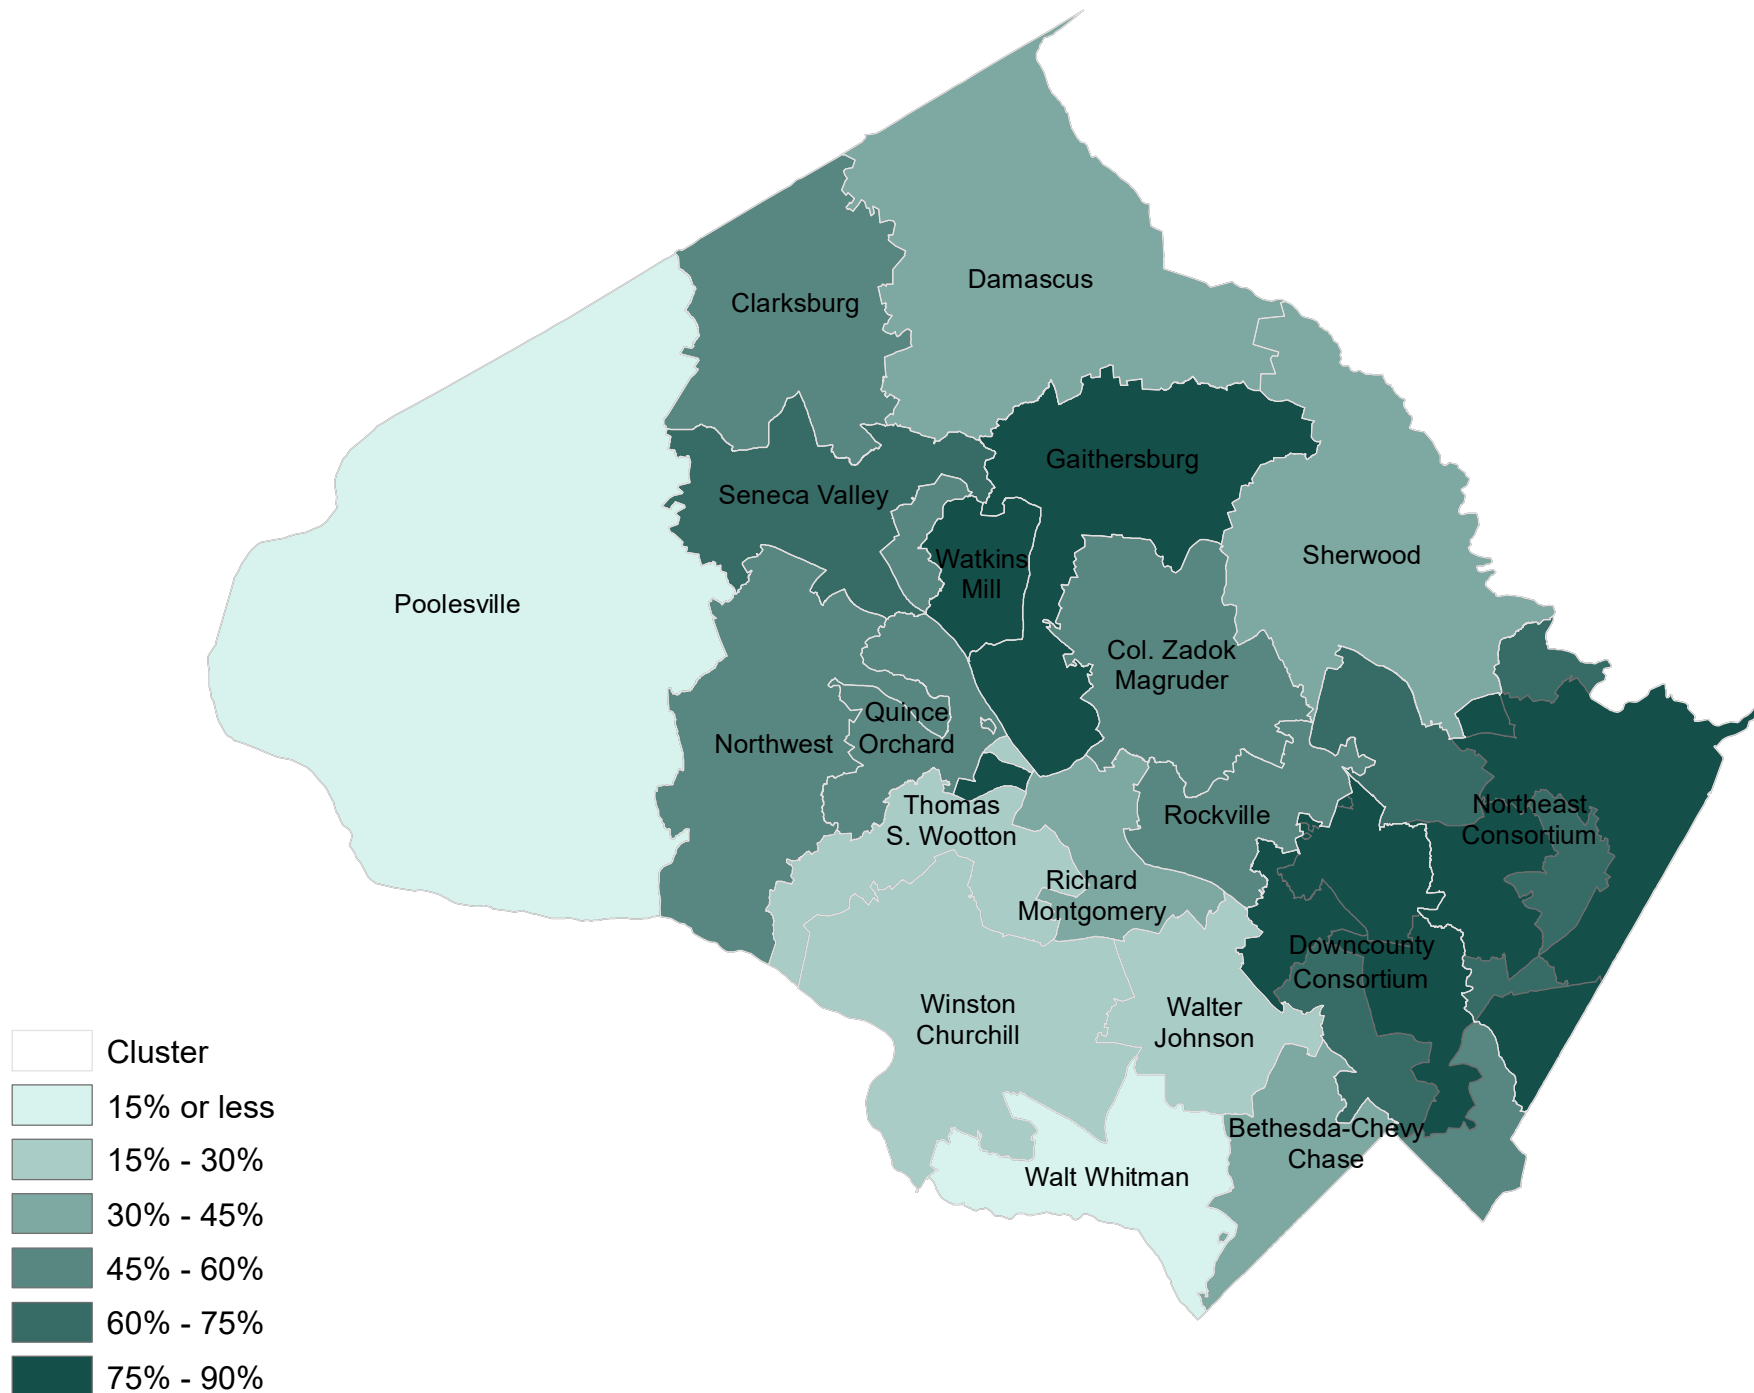 Damascus
Clarksburg
Gaithersburg
Seneca Valley
Sherwood
Watkins
Mill
Poolesville
Col. Zadok
Magruder
Quince
Orchard
Northwest
Thomas
S. Wootton
Rockville
Northeast
Consortium
Richard
Montgomery
Downcounty
Consortium
Winston
Churchill
Walter
Johnson
Bethesda-Chevy
Chase
Walt Whitman
Cluster
15% or less
15% - 30%
30% - 45%
45% - 60%
60% - 75%
75% - 90%